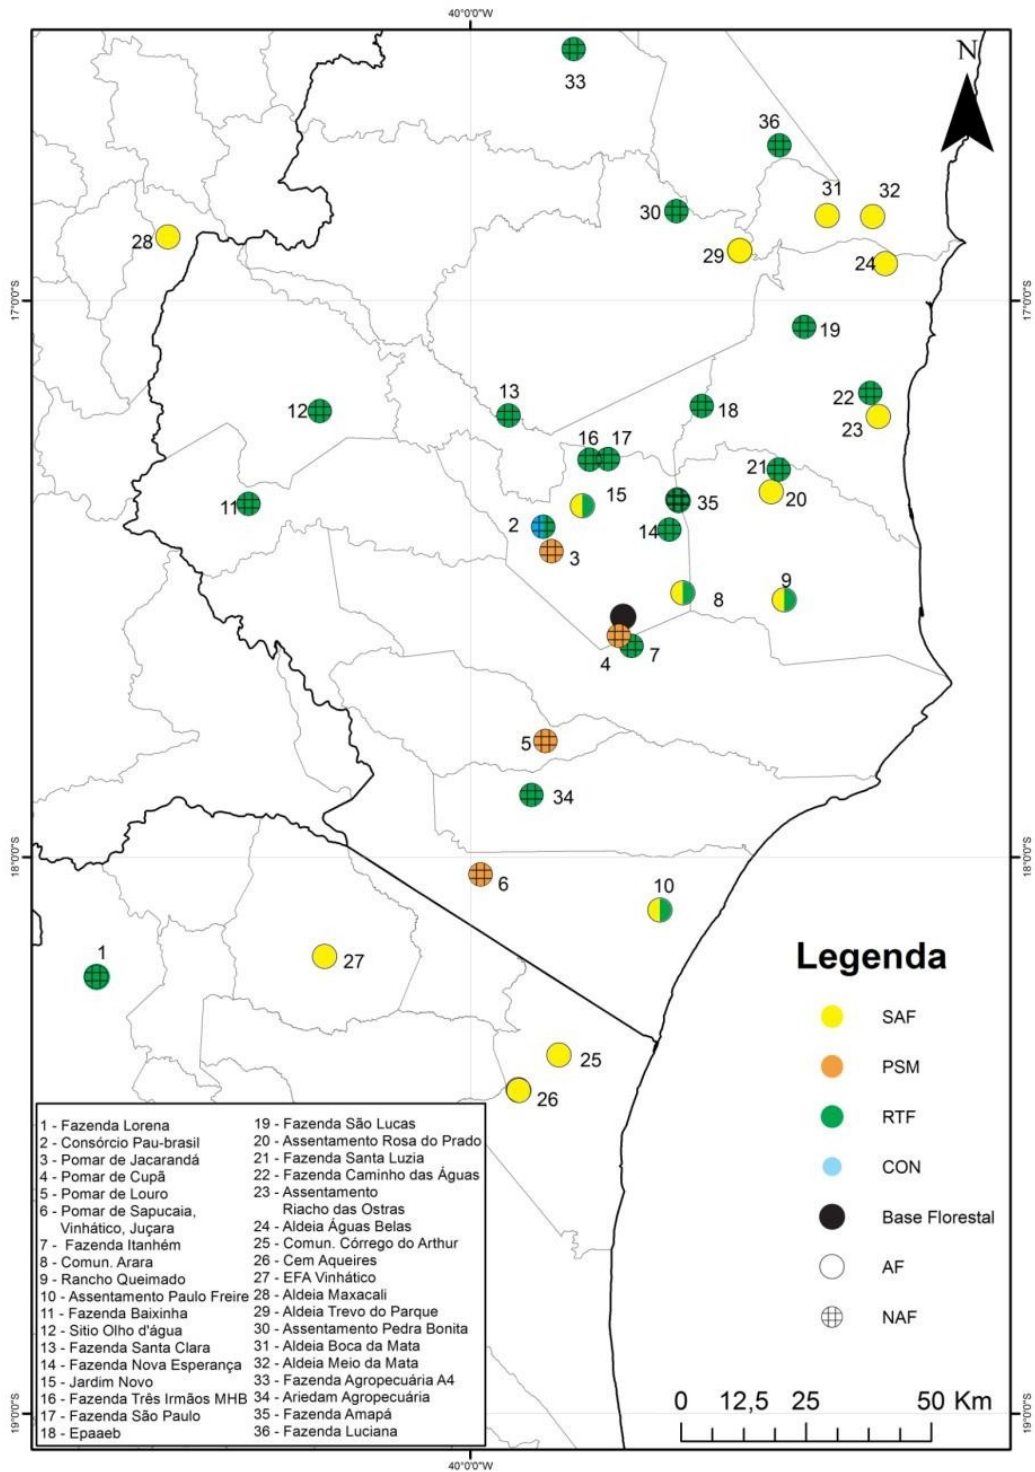 40°0'0"W
N
33
36
31
32
30
28
29
24
17°0'0"S
17°0'0"S
19
13
12
18
22
23
16
17
21
15
20
11
35
2
14
3
9
8
4
7
5
34
18°0'0"S
18°0'0"S
6
10
1
27
25
26
Legenda
SAF
PSM
RTF
CON
Base Florestal
AF
NAF
1 - Fazenda Lorena
2 - Consórcio Pau-brasil
3 - Pomar de Jacarandá
4 - Pomar de Cupã
5 - Pomar de Louro
6 - Pomar de Sapucaia,
Vinhático, Juçara
7 - Fazenda Itanhém
8 - Comun. Arara
9 - Rancho Queimado
10 - Assentamento Paulo Freire
11 - Fazenda Baixinha
12 - Sitio Olho d'água
13 - Fazenda Santa Clara
14 - Fazenda Nova Esperança
15 - Jardim Novo
16 - Fazenda Três Irmãos MHB
17 - Fazenda São Paulo
18 - Epaaeb
19 - Fazenda São Lucas
20 - Assentamento Rosa do Prado
21 - Fazenda Santa Luzia
22 - Fazenda Caminho das Águas
23 - Assentamento
Riacho das Ostras
24 - Aldeia Águas Belas
25 - Comun. Córrego do Arthur
26 - Cem Aqueires
27 - EFA Vinhático
28 - Aldeia Maxacali
29 - Aldeia Trevo do Parque
30 - Assentamento Pedra Bonita
31 - Aldeia Boca da Mata
32 - Aldeia Meio da Mata
33 - Fazenda Agropecuária A4
34 - Ariedam Agropecuária
35 - Fazenda Amapá
36 - Fazenda Luciana
0 12,5 25 50 Km
19°0'0"S
19°0'0"S
40°0'0"W